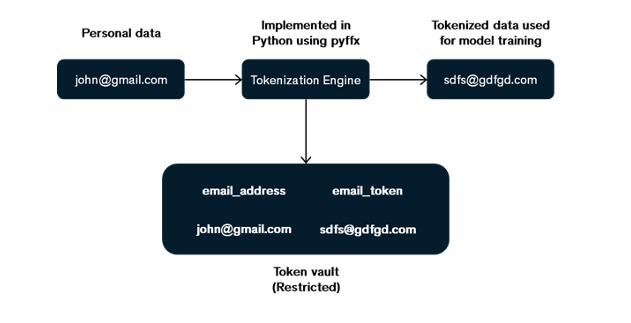 Personal data
Implemented in
Python using pyffx
Tokenized data used
for model training
john@gmail.com
Tokenization Engine
sdfs@gdfgd.com
email_address
email_token
john@gmail.com
sdfs@gdfgd.com
Token vault
(Restricted)